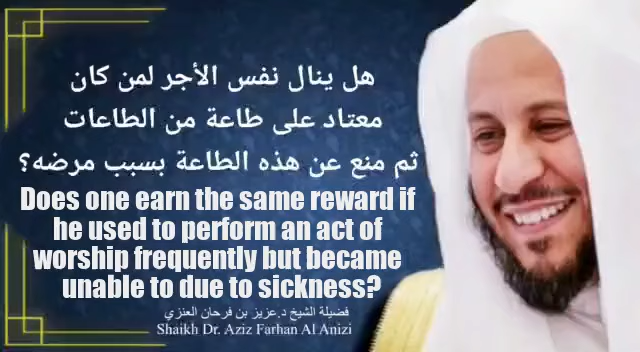 هل ينال نفس الأجر لمن كان
معتاد على طاعة من الطاعات
ثم منع عن هذه الطاعة بسبب مرضه؟
Does one earn the same reward if
he used to perform an act of
worship frequently but became
unable to due to sickness?
فضيلة الشيخ د.عزيز بن فرحان العنزي
Shaikh Dr. Aziz Farhan Al Anizi